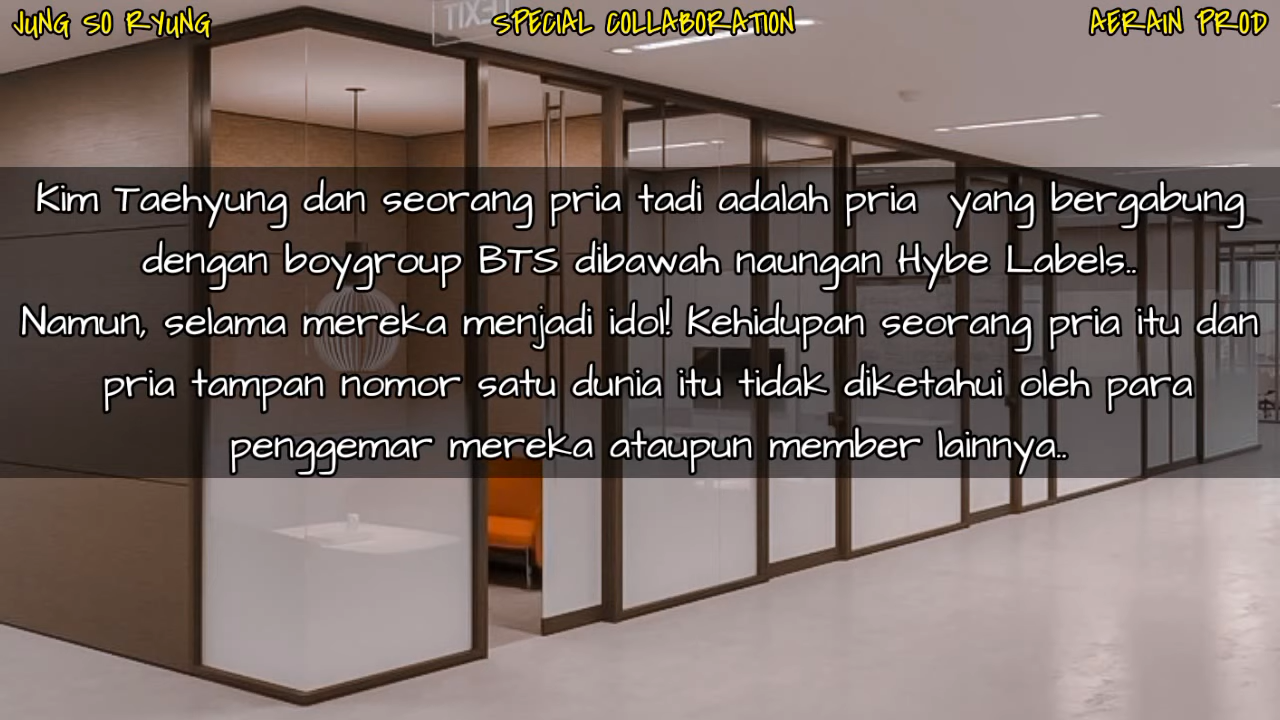 JUNG SO RYUNG
SPECIAL COLLABORATION
AERAIN PROD
EXIT
Kim Taehyung dan seorang pria tadi adalah pria yang bergabung
dengan boygroup BTS dibawah naungan Hybe Labels..
Namun, selama mereka menjadi idol! Kehidupan seorang pria itu dan
pria tampan nomor satu dunia itu tidak diketahui oleh para
penggemar mereka ataupun member lainnya..